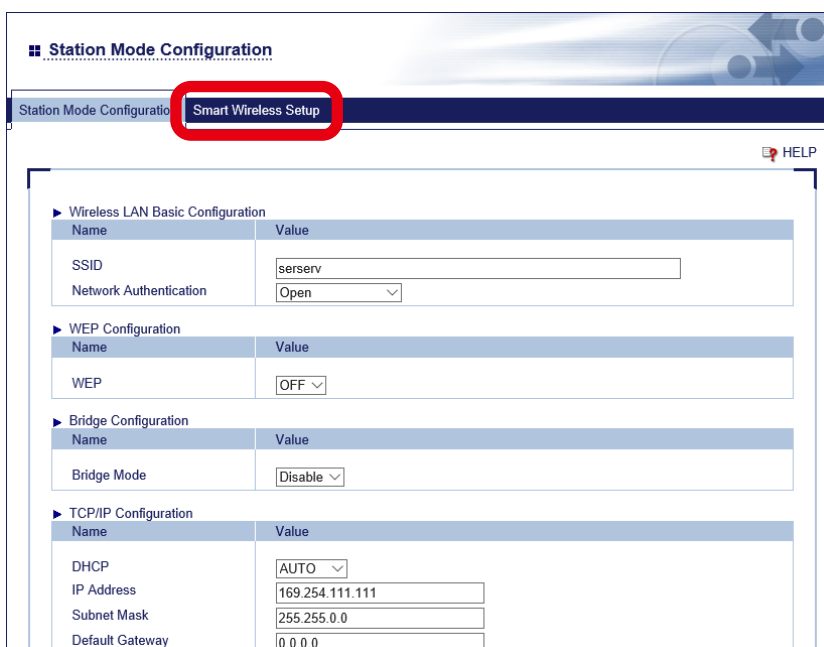 Station Mode Configuration
Station Mode Configuration Smart Wireless Setup
HELP
Wireless LAN Basic Configuration
Name Value
SSID serserv
Network Authentication Open
WEP Configuration
Name Value
WEP OFF
Bridge Configuration
Name Value
Bridge Mode Disable
TCP/IP Configuration
Name Value
DHCP AUTO
IP Address 169.254.111.111
Subnet Mask 255.255.0.0
Default Gateway 0.0.0.0